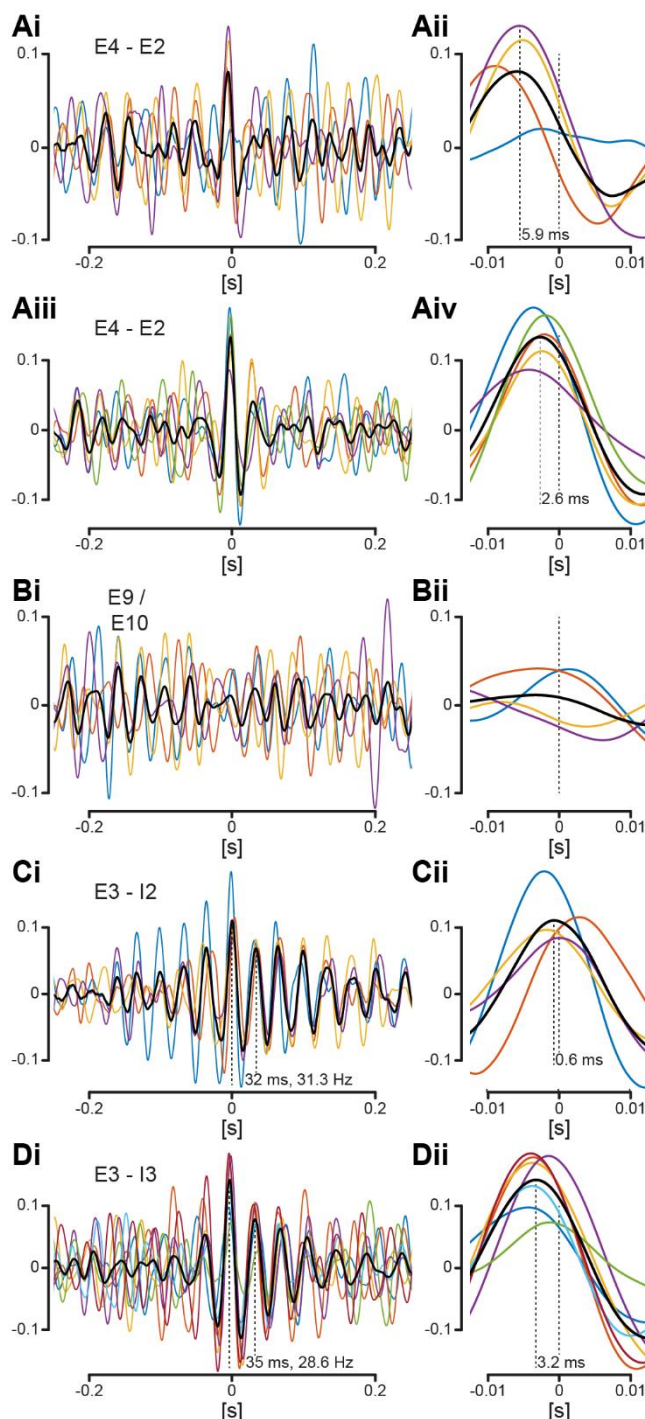 Ai
E4 - E2
Aii
0.1
0
-0.1
5.9 ms
-0.2
0
0.2
-0.01
0
0.01
[s]
[s]
Aiii
E4 - E2
Aiv
0.1
0
-0.1
0.1
0
-0.1
2.6 ms
-0.2
0
0.2
-0.01
0
0.01
[s]
[s]
Bi
E9 /
E10
Bii
0.1
0
-0.1
0.1
0
-0.1
-0.2
0
0.2
-0.01
0
0.01
[s]
[s]
Ci
E3 - I2
Cii
0.1
0
-0.1
0.1
0
-0.1
32 ms, 31.3 Hz
0.6 ms
-0.2
0
0.2
-0.01
0
0.01
[s]
[s]
Di
E3 - I3
Dii
0.1
0
-0.1
0.1
0
-0.1
35 ms, 28.6 Hz
3.2 ms
-0.2
0
0.2
-0.01
0
0.01
[s]
[s]